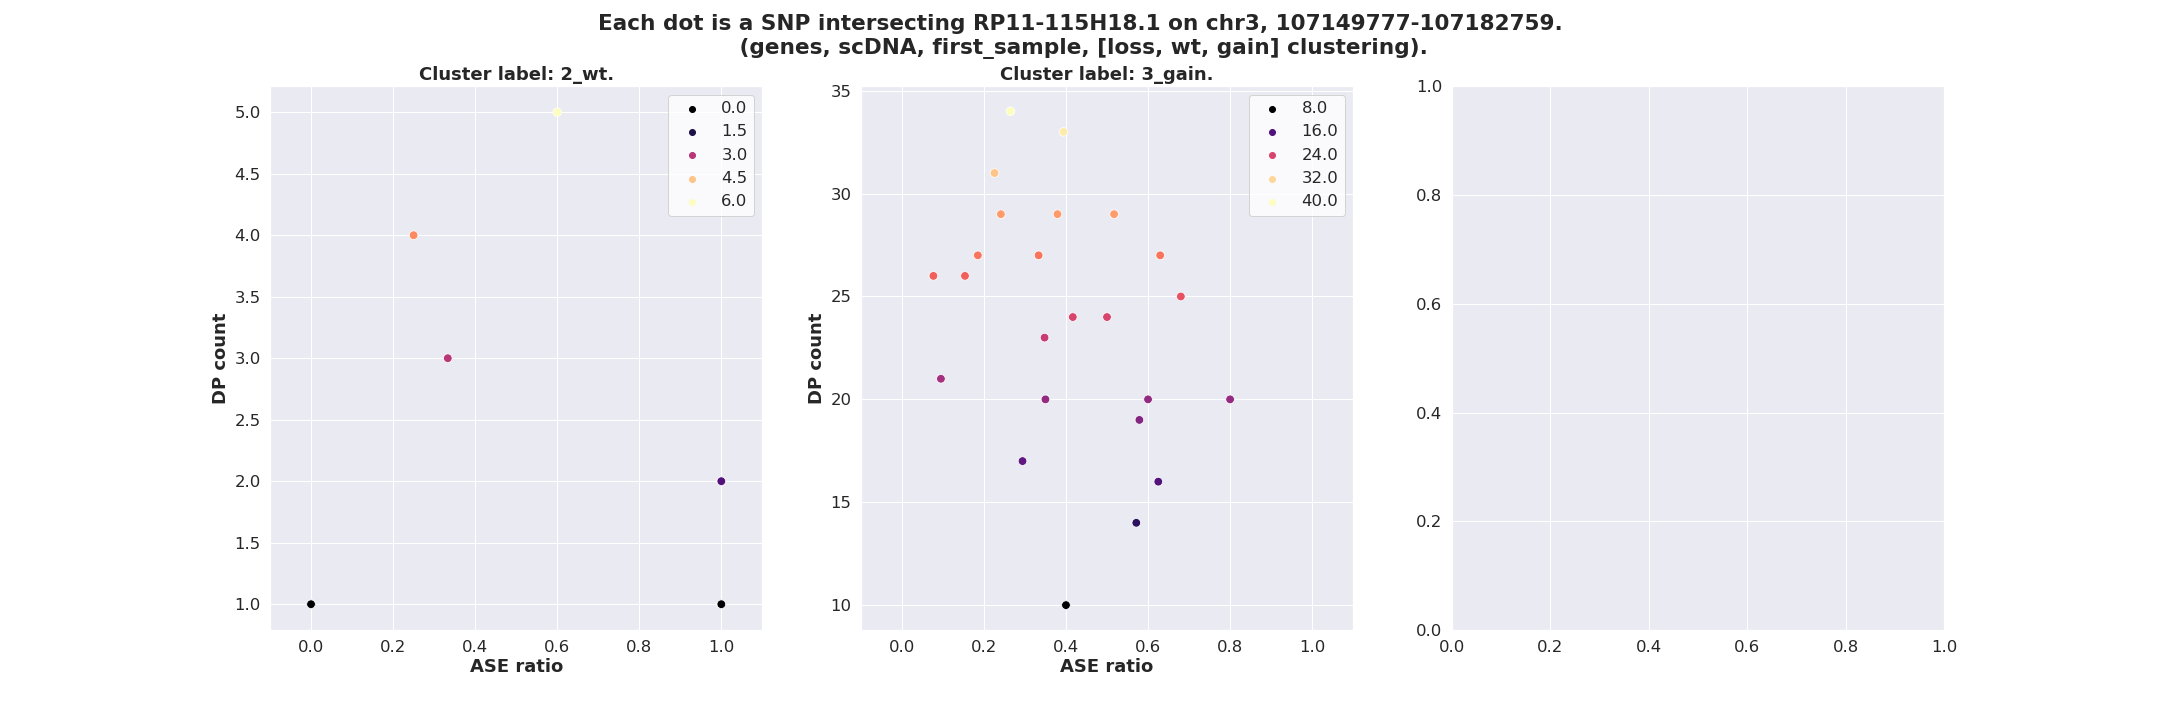 Each dot is a SNP intersecting RP11-115H18.1 on chr3, 107149777-107182759.
(genes, scDNA, first_sample, [loss, wt, gain] clustering).
Cluster label: 2_wt.
5.0
4.5
4.0
3.5
3.0
2.5
2.0
1.5
1.0
DP count
0.0
1.5
3.0
4.5
6.0
0.0 0.2 0.4 0.6 0.8 1.0
ASE ratio
Cluster label: 3_gain.
35
30
25
20
15
10
DP count
8.0
16.0
24.0
32.0
40.0
0.0 0.2 0.4 0.6 0.8 1.0
ASE ratio
1.0
0.8
0.6
0.4
0.2
0.0
0.0 0.2 0.4 0.6 0.8 1.0